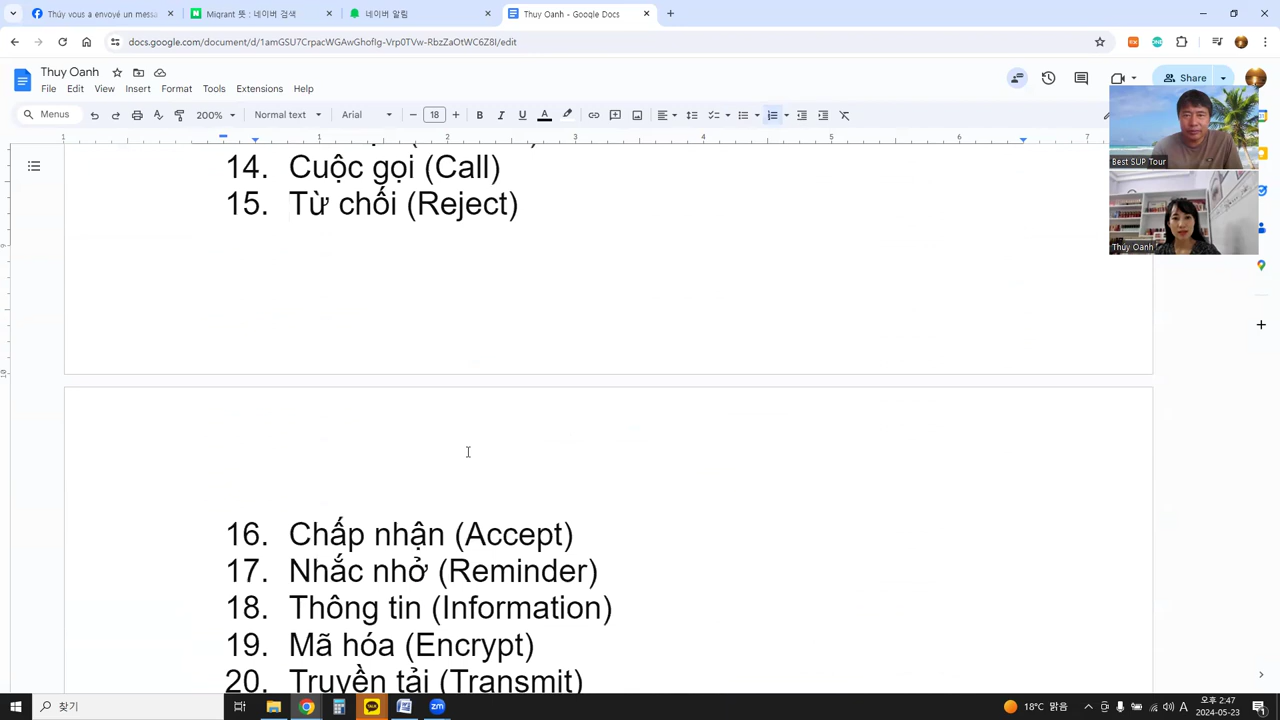 Thúy vous a envoyé un messa
Migrant 뜻 : 네이버 검색
네이버 알림
Thuy Oanh - Google Docs
docs.google.com/document/d/1amGSU7CrpacWGAwGhofIg-Vrp0TVw-RbzZaOtWC6Z8I/edit
Thuy Oanh
File Edit View Insert Format Tools Extensions Help
Share
Menus
200%
Normal text
Arial
18
Best SUP Tour
Thúy Oanh
14. Cuộc gọi (Call)
15. Từ chối (Reject)
16. Chấp nhận (Accept)
17. Nhắc nhở (Reminder)
18. Thông tin (Information)
19. Mã hóa (Encrypt)
20. Truyền tải (Transmit)
찾기
18°C 맑음
A
오후 2:47
2024-05-23